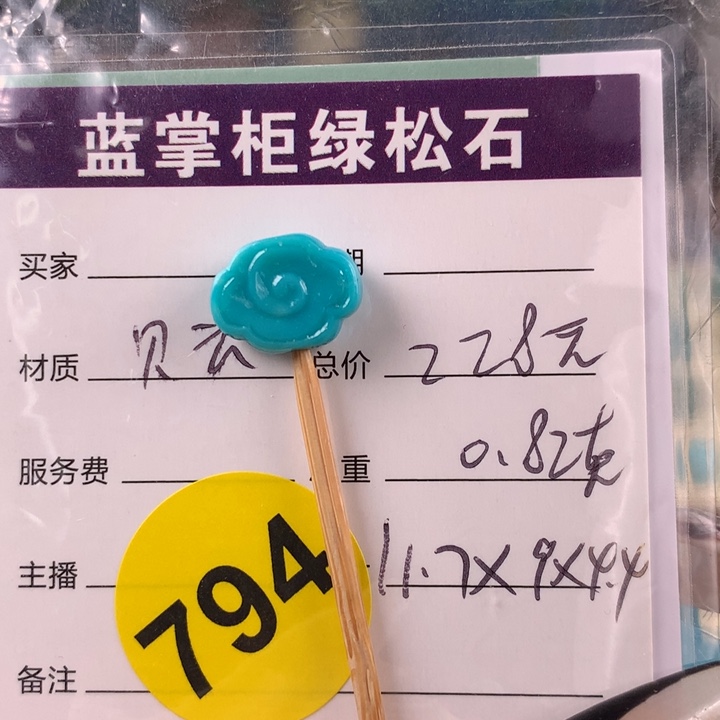 蓝掌柜绿松石
买家 期
材质 贝云 总价 228元
服务费 重 0.82克
主播 11.7×9×4.4
794
备注